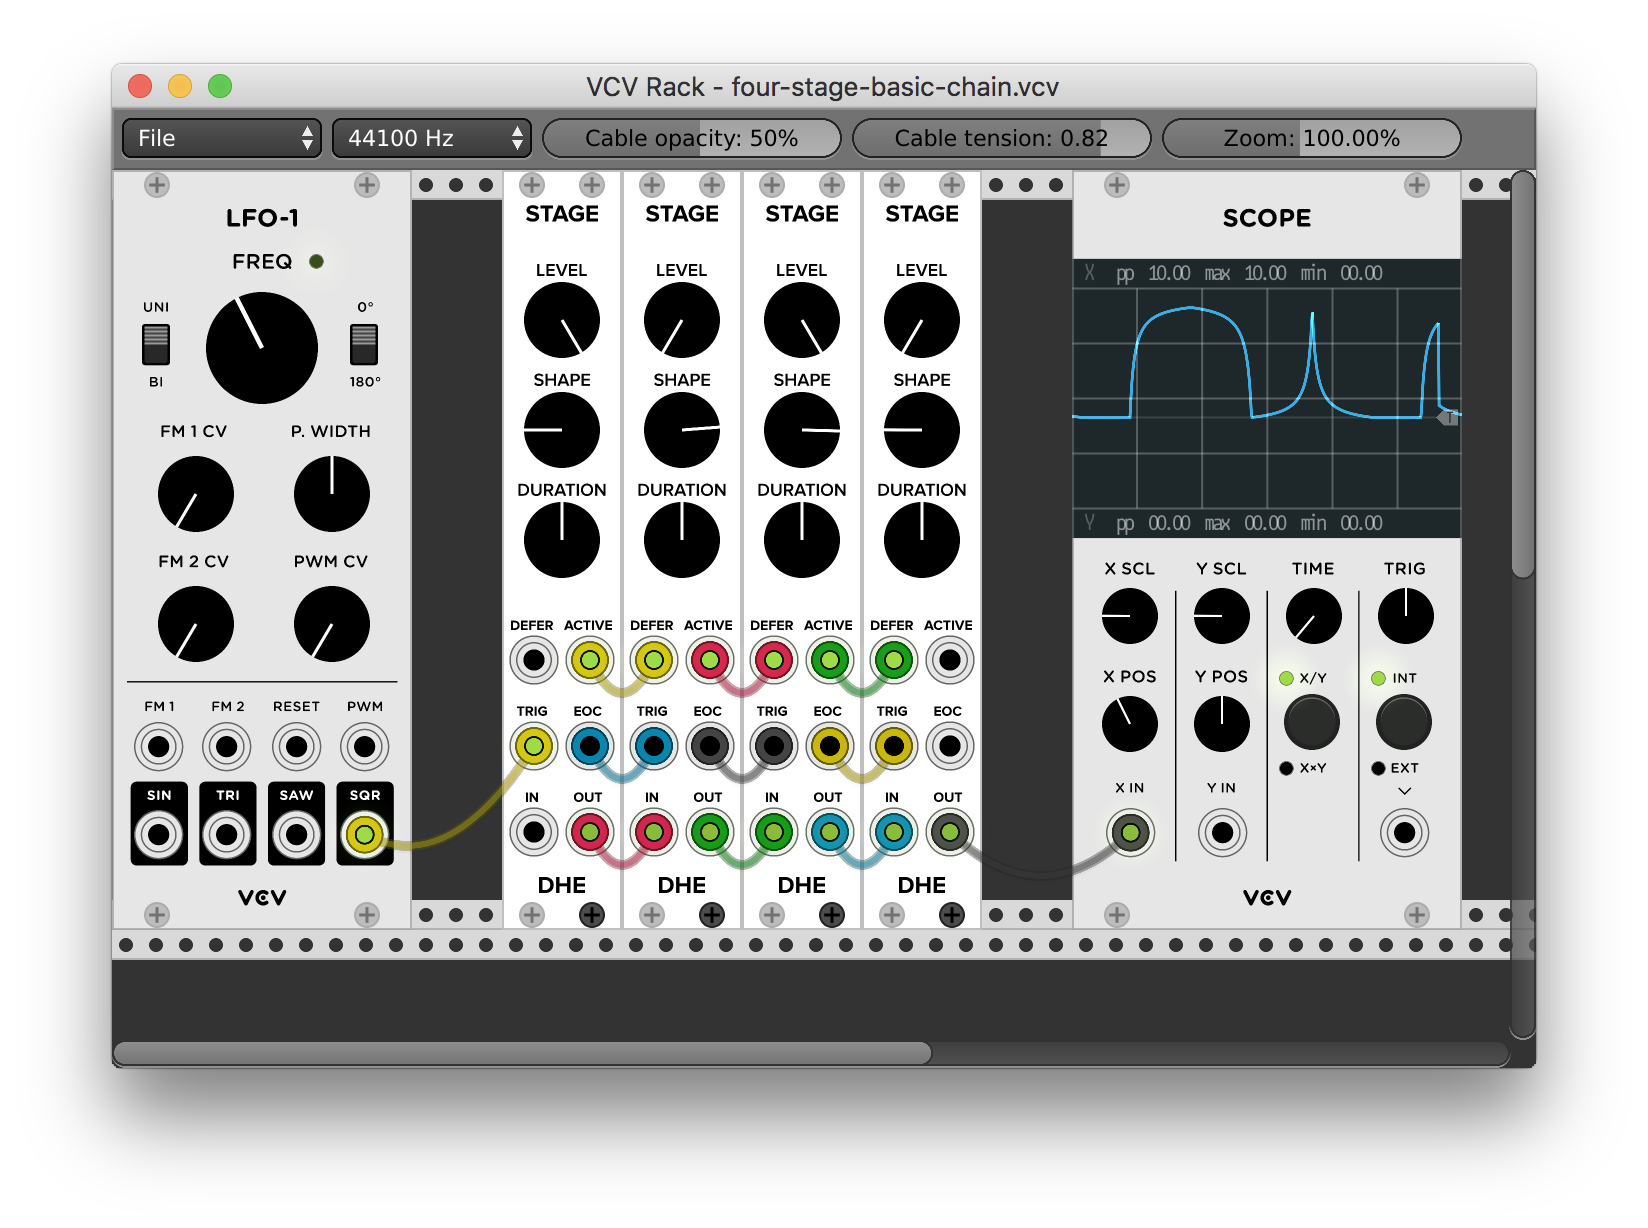 VCV Rack - four-stage-basic-chain.vcv
File
44100 Hz
Cable opacity: 50%
Cable tension: 0.82
Zoom: 100.00%
LFO-1
FREQ
UNI
BI
0°
180°
FM 1 CV
P. WIDTH
FM 2 CV
PWM CV
FM 1
FM 2
RESET
PWM
SIN
TRI
SAW
SQR
VCV
STAGE
LEVEL
SHAPE
DURATION
DEFER ACTIVE
TRIG EOC
IN OUT
DHE
STAGE
LEVEL
SHAPE
DURATION
DEFER ACTIVE
TRIG EOC
IN OUT
DHE
STAGE
LEVEL
SHAPE
DURATION
DEFER ACTIVE
TRIG EOC
IN OUT
DHE
STAGE
LEVEL
SHAPE
DURATION
DEFER ACTIVE
TRIG EOC
IN OUT
DHE
SCOPE
X pp 10.00 max 10.00 min 00.00
T
Y pp 00.00 max 00.00 min 00.00
X SCL
Y SCL
TIME
TRIG
X POS
Y POS
X/Y
INT
X×Y
EXT
X IN
Y IN
VCV